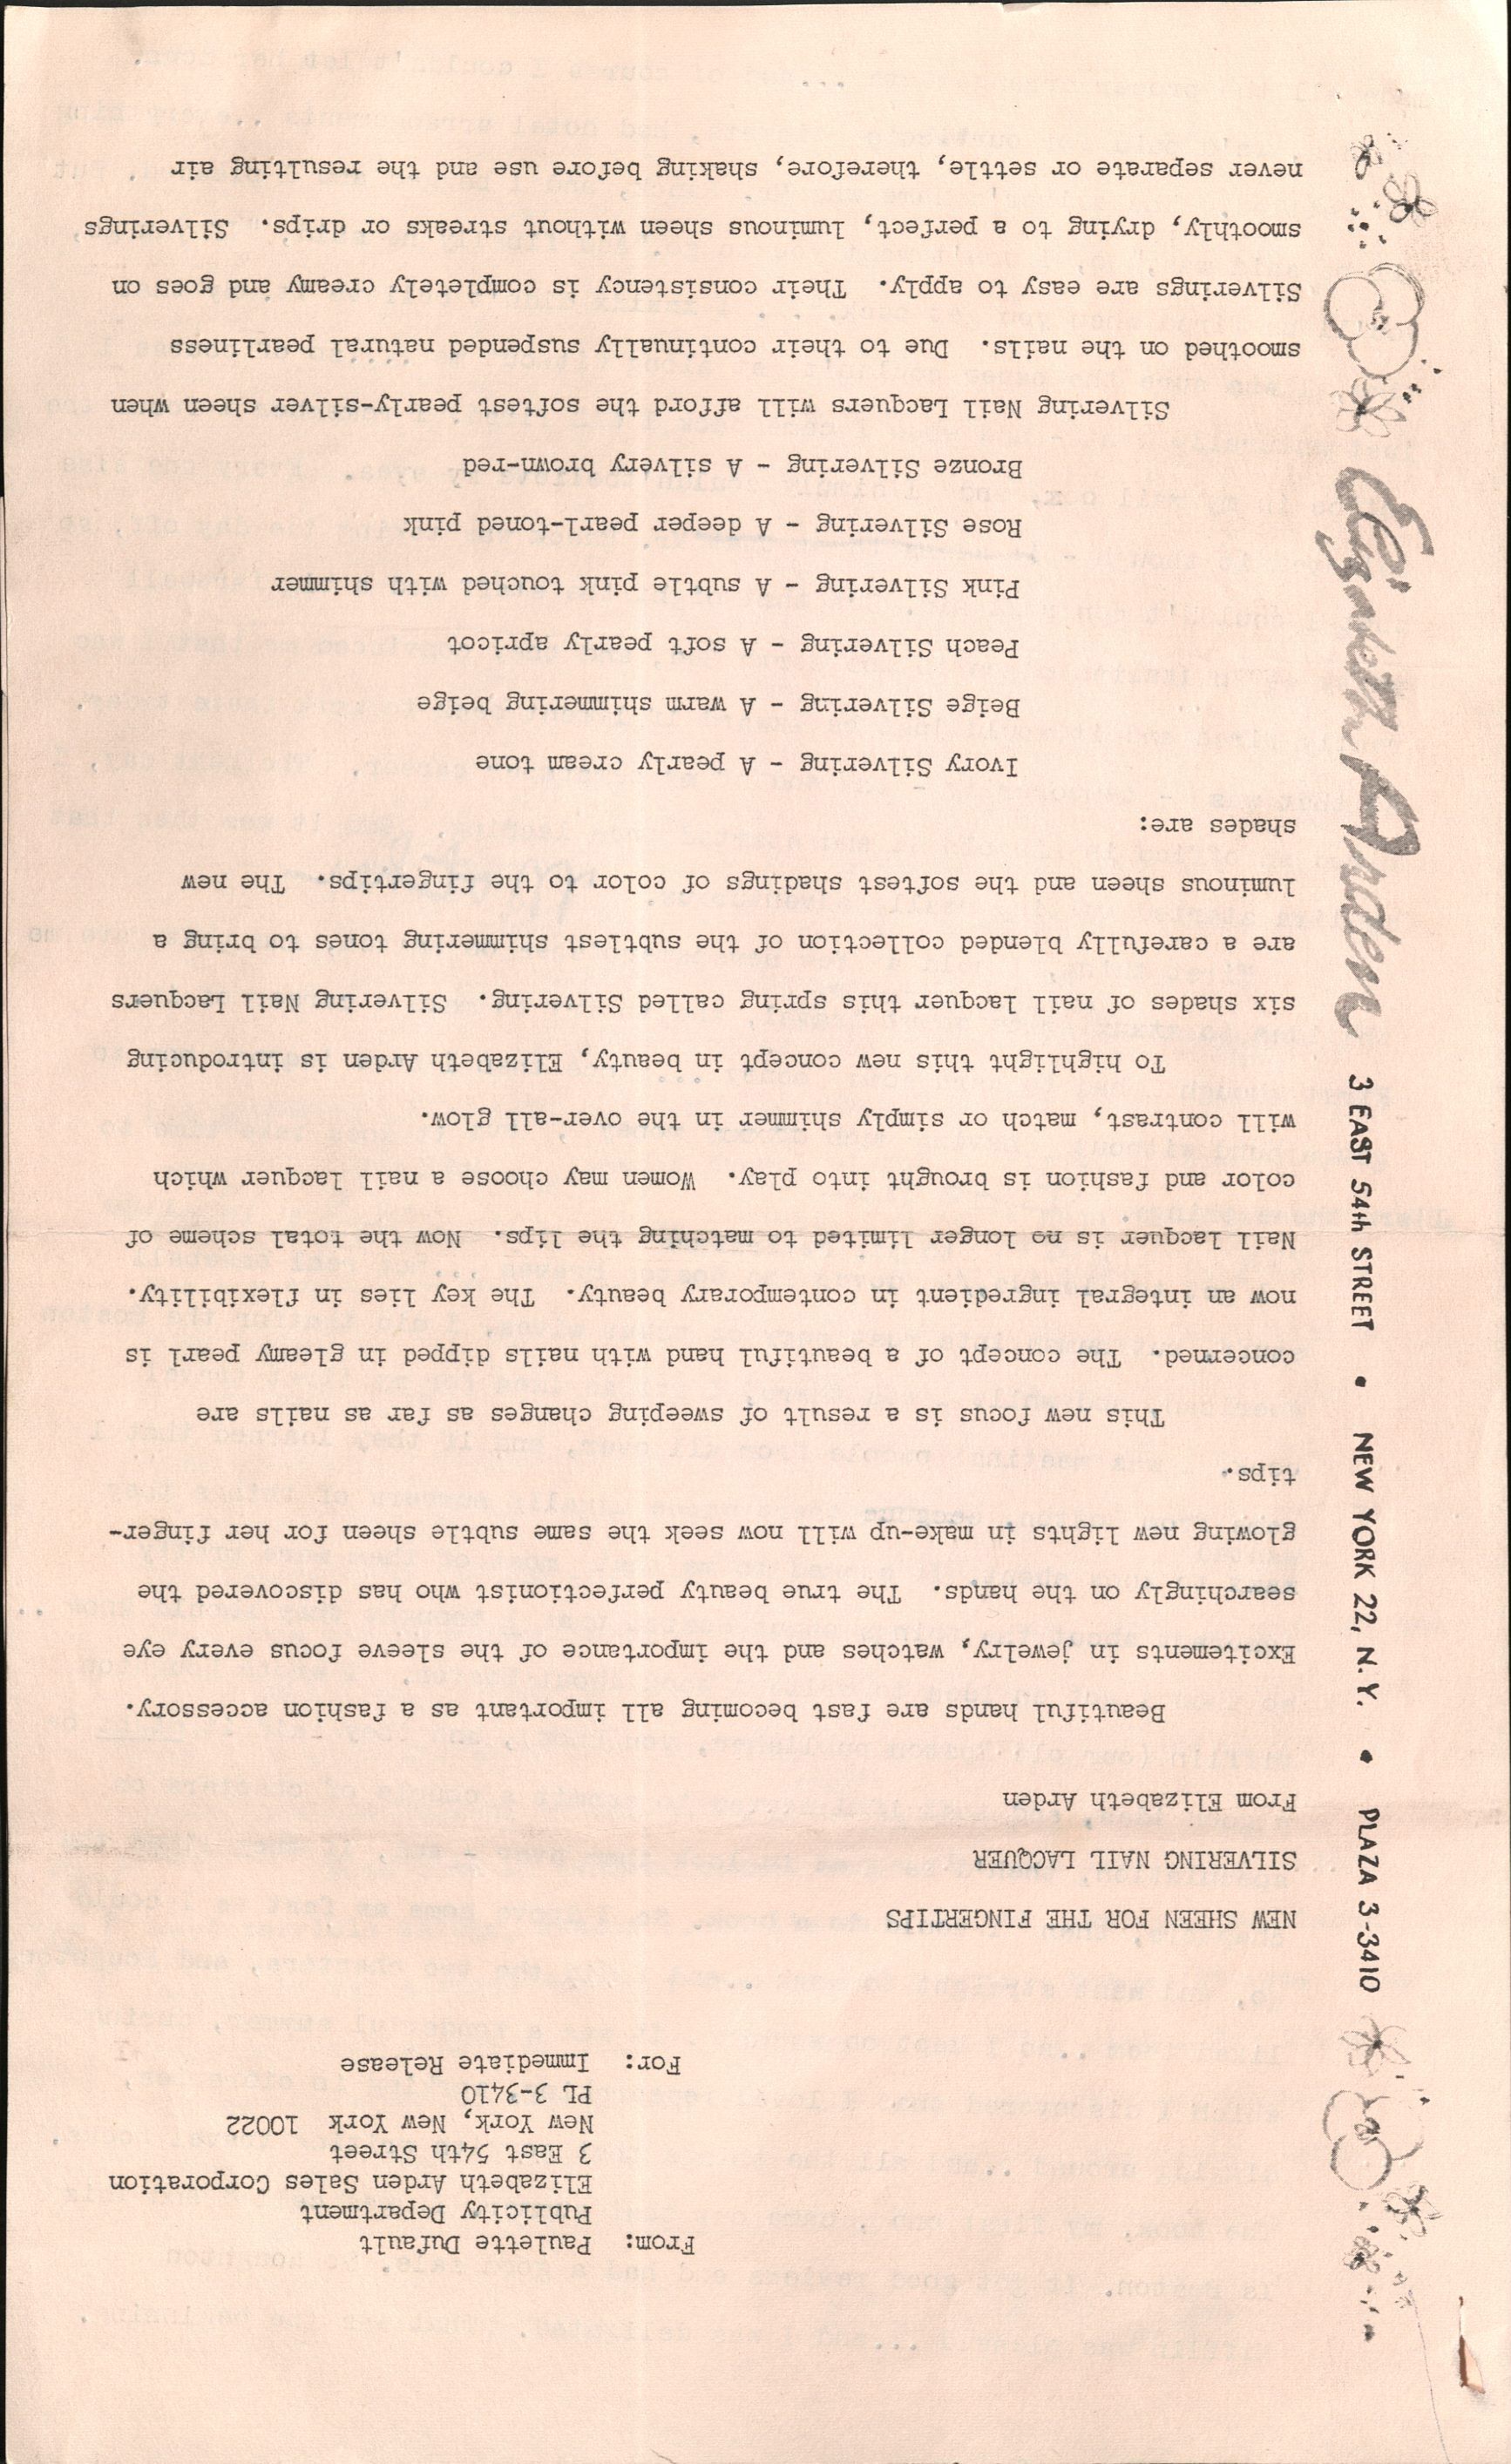 From: Paulette Dufault
Publicity Department
Elizabeth Arden Sales Corporation
3 East 54th Street
New York, New York 10022
PL 3-3410
For: Immediate Release
NEW SHEEN FOR THE FINGERTIPS
SILVERING NAIL LACQUER
From Elizabeth Arden
Beautiful hands are fast becoming all important as a fashion accessory.
Excitements in jewelry, watches and the importance of the sleeve focus every eye
searchingly on the hands. The true beauty perfectionist who has discovered the
glowing new lights in make-up will now seek the same subtle sheen for her finger-
tips.
This new focus is a result of sweeping changes as far as nails are
concerned. The concept of a beautiful hand with nails dipped in gleamy pearl is
now an integral ingredient in contemporary beauty. The key lies in flexibility.
Nail lacquer is no longer limited to matching the lips. Now the total scheme of
color and fashion is brought into play. Women may choose a nail lacquer which
will contrast, match or simply shimmer in the over-all glow.
To highlight this new concept in beauty, Elizabeth Arden is introducing
six shades of nail lacquer this spring called Silvering. Silvering Nail Lacquers
are a carefully blended collection of the subtlest shimmering tones to bring a
luminous sheen and the softest shadings of color to the fingertips. The new
shades are:
Ivory Silvering - A pearly cream tone
Beige Silvering - A warm shimmering beige
Peach Silvering - A soft pearly apricot
Pink Silvering - A subtle pink touched with shimmer
Rose Silvering - A deeper pearl-toned pink
Bronze Silvering - A silvery brown-red
Silvering Nail Lacquers will afford the softest pearly-silver sheen when
smoothed on the nails. Due to their continually suspended natural pearliness
Silverings are easy to apply. Their consistency is completely creamy and goes on
smoothly, drying to a perfect, luminous sheen without streaks or drips. Silverings
never separate or settle, therefore, shaking before use and the resulting air
Elizabeth Arden 3 EAST 54th STREET • NEW YORK 22, N.Y. • PLAZA 3-3410